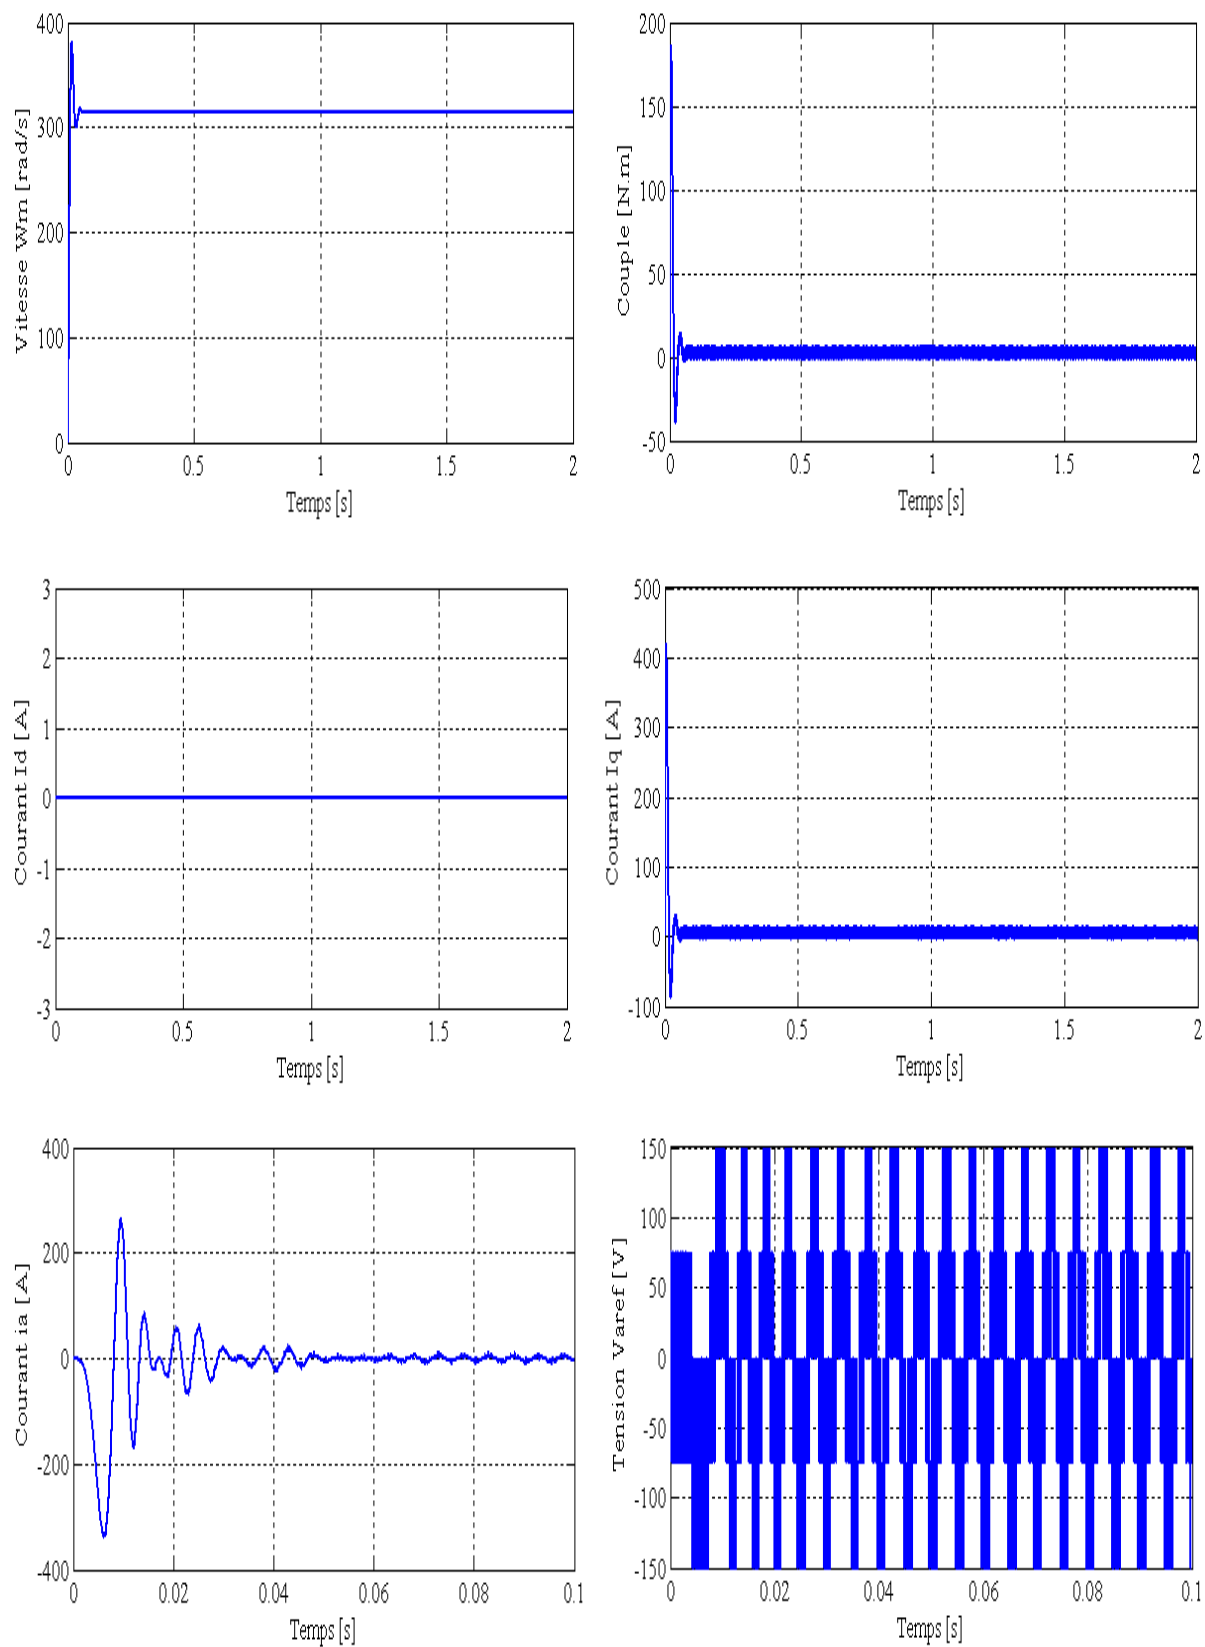 400
300
200
100
0
Vitesse Wm [rad/s]
0 0.5 1 1.5 2
Temps [s]
200
150
100
50
0
-50
Couple [N.m]
0 0.5 1 1.5 2
Temps [s]
3
2
1
0
-1
-2
-3
Courant Id [A]
0 0.5 1 1.5 2
Temps [s]
500
400
300
200
100
0
-100
Courant Iq [A]
0 0.5 1 1.5 2
Temps [s]
400
200
0
-200
-400
Courant ia [A]
0 0.02 0.04 0.06 0.08 0.1
Temps [s]
150
100
50
0
-50
-100
-150
Tension Varef [V]
0 0.02 0.04 0.06 0.08 0.1
Temps [s]